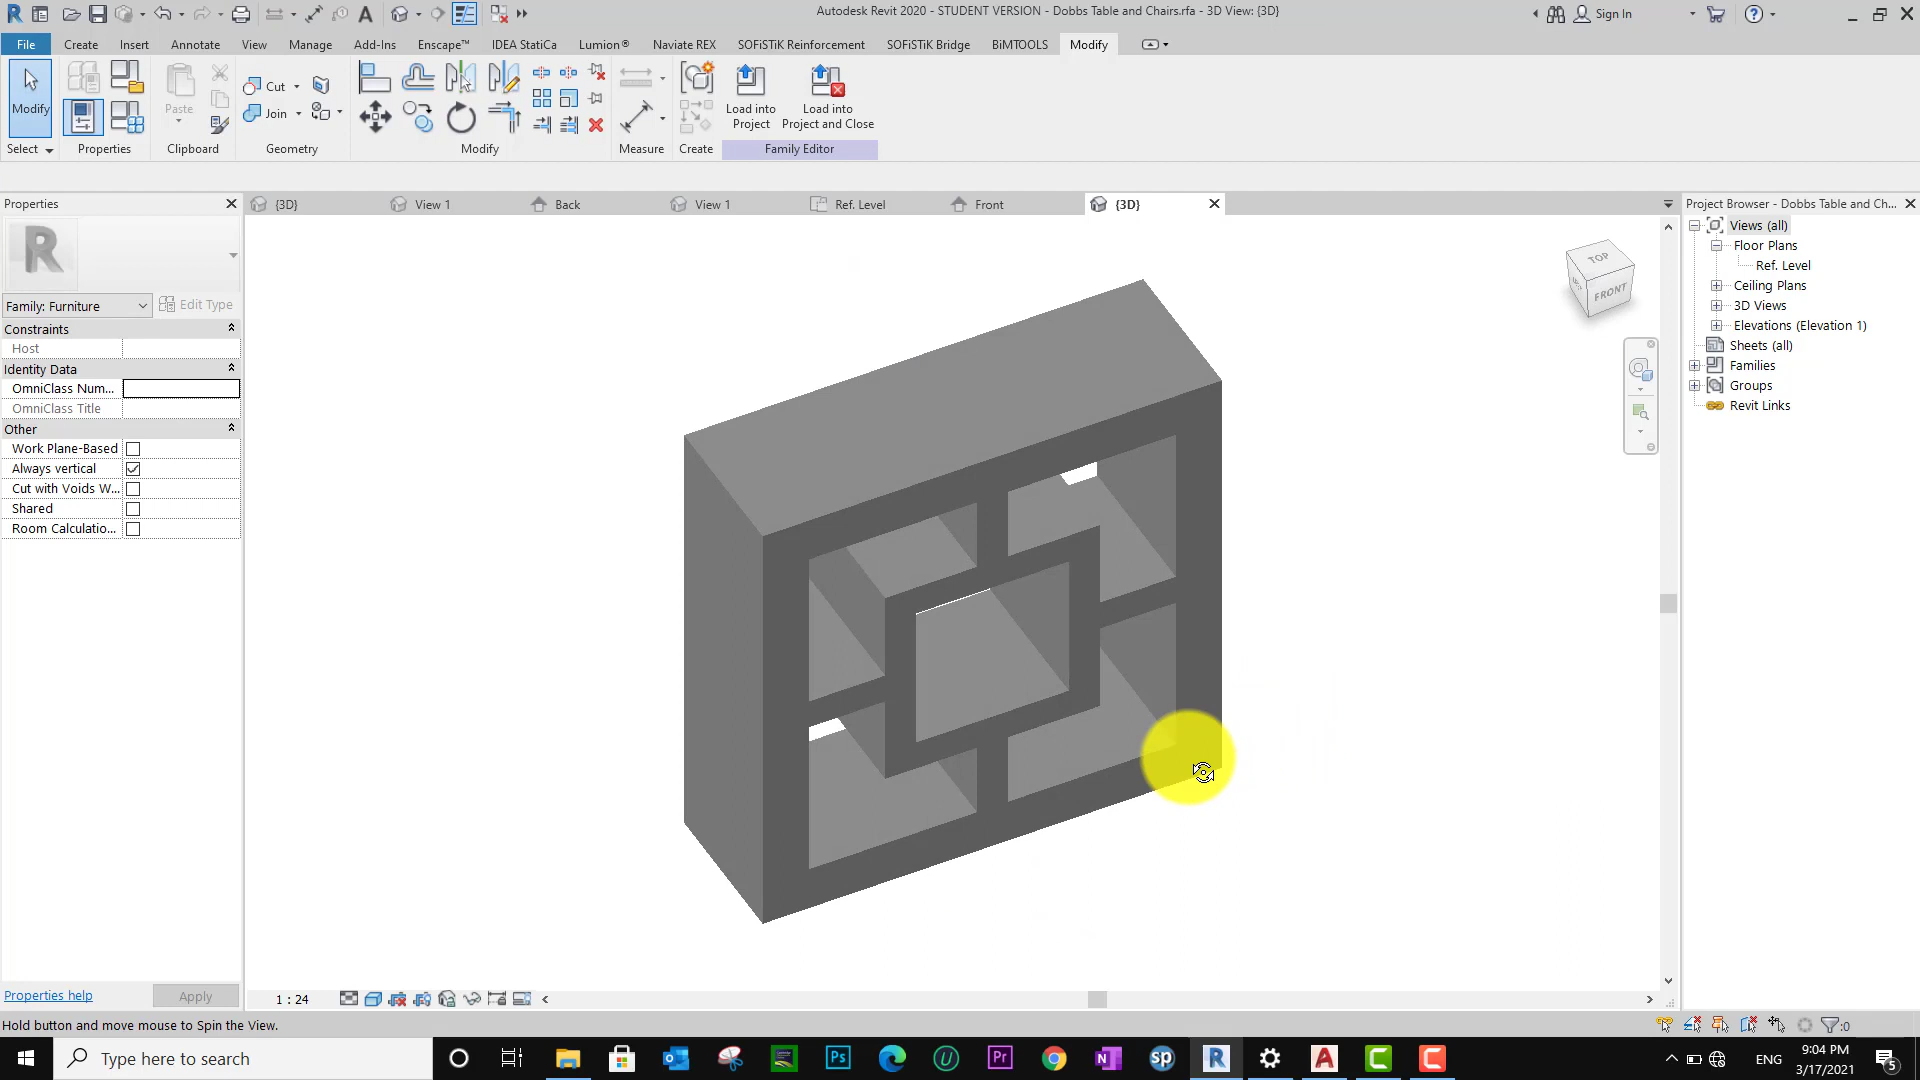 Autodesk Revit 2020 - STUDENT VERSION - Dobbs Table and Chairs.rfa - 3D View: {3D}
Sign In
File Create Insert Annotate View Manage Add-Ins Enscape™ IDEA StatiCa Lumion® Naviate REX SOFiSTiK Reinforcement SOFiSTiK Bridge BiMTOOLS Modify
Modify
Paste
Cut
Join
Load into
Project
Load into
Project and Close
Select
Properties
Clipboard
Geometry
Modify
Measure
Create
Family Editor
Properties
{3D}
View 1
Back
View 1
Ref. Level
Front
{3D}
Project Browser - Dobbs Table and Ch...
R
Family: Furniture
Edit Type
Constraints
Host
Identity Data
OmniClass Num...
OmniClass Title
Other
Work Plane-Based
Always vertical
Cut with Voids W...
Shared
Room Calculatio...
TOP
FRONT
Views (all)
Floor Plans
Ref. Level
Ceiling Plans
3D Views
Elevations (Elevation 1)
Sheets (all)
Families
Groups
Revit Links
Properties help
Apply
1 : 24
Hold button and move mouse to Spin the View.
:0
Type here to search
Ps
Pr
sp
R
A
ENG
9:04 PM
3/17/2021
5